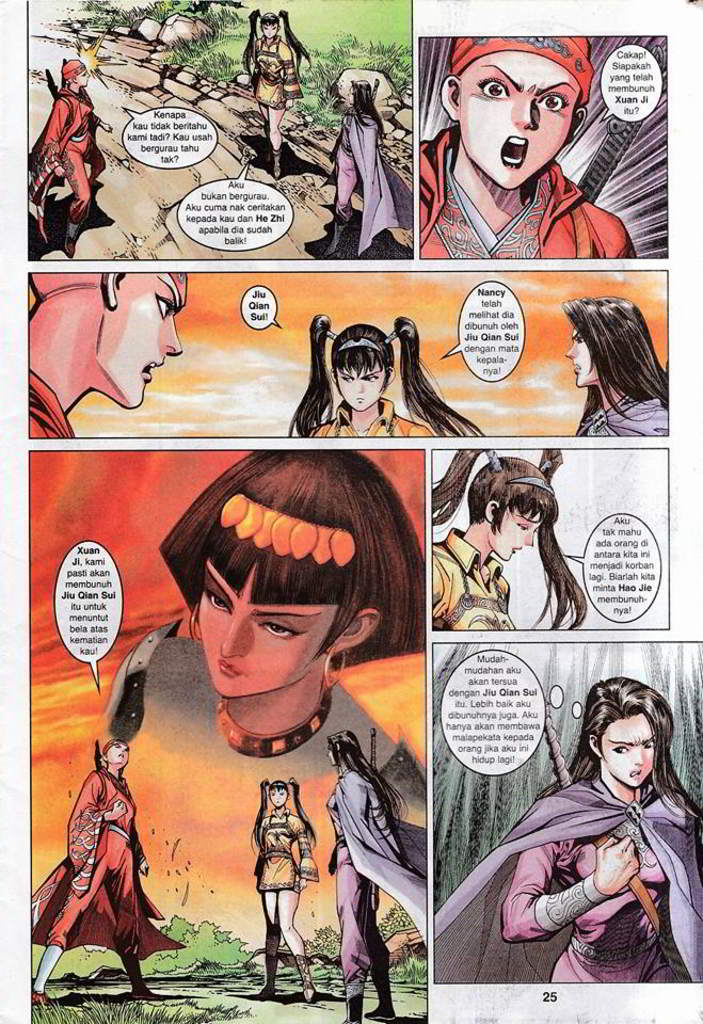 Kenapa
kau tidak beritahu
kami tadi? Kau usah
bergurau tahu
tak?
Aku
bukan bergurau.
Aku cuma nak ceritakan
kepada kau dan He Zhi
apabila dia sudah
balik!
Cakap!
Siapakah
yang telah
membunuh
Xuan Ji
itu?
Jiu
Qian
Sui!
Nancy
telah
melihat dia
dibunuh oleh
Jiu Qian Sui
dengan mata
kepala-
nya!
Xuan
Ji, kami
pasti akan
membunuh
Jiu Qian Sui
itu untuk
menuntut
bela atas
kematian
kau!
Aku
tak mahu
ada orang di
antara kita ini
menjadi korban
lagi. Biarlah kita
minta Hao Jie
membunuh-
nya!
Mudah-
mudahan aku
akan tersua
dengan Jiu Qian Sui
itu. Lebih baik aku
dibunuhnya juga. Aku
hanya akan membawa
malapekata kepada
orang jika aku ini
hidup lagi!
25